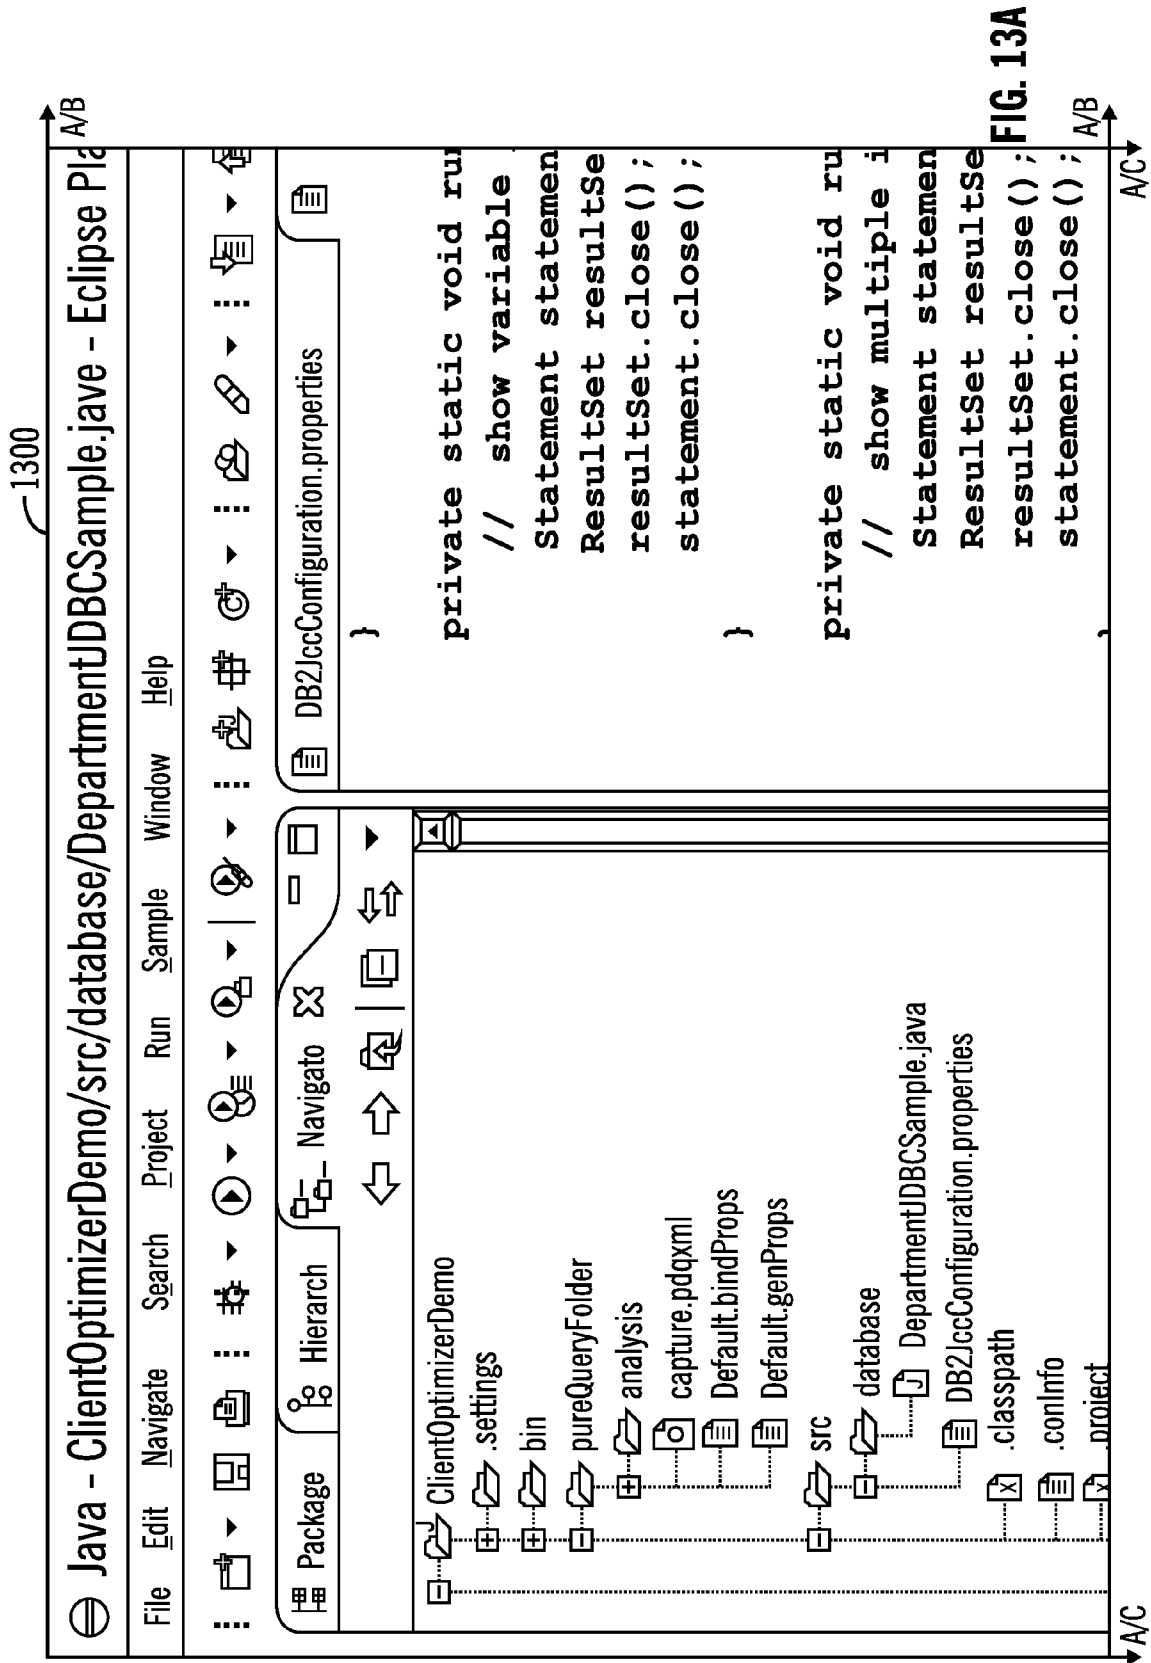 1300
A/B
Java - ClientOptimizerDemo/src/database/DepartmentJDBCSample.jave - Eclipse Pla
File Edit Navigate Search Project Run Sample Window Help
Package Hierarch Navigato
DB2JccConfiguration.properties
ClientOptimizerDemo
.settings
bin
pureQueryFolder
analysis
capture.pdqxml
Default.bindProps
Default.genProps
src
database
DepartmentJDBCSample.java
DB2JccConfiguration.properties
.classpath
.conInfo
.project
}
private static void run
// show variable
Statement statemen
ResultSet resultSe
resultSet.close();
statement.close();
}
private static void ru
// show multiple i
Statement statemen
ResultSet resultSe
resultSet.close();
statement.close();
}
A/C
A/B
A/C
FIG. 13A